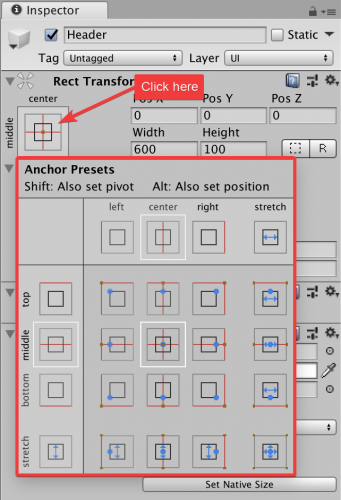 Inspector
Header
Static
Tag Untagged Layer UI
Rect Transfor
Click here
center
Pos X Pos Y Pos Z
middle
0 0 0
Width Height
600 100
R
Anchor Presets
Shift: Also set pivot Alt: Also set position
left center right stretch
top
middle
bottom
stretch
Set Native Size